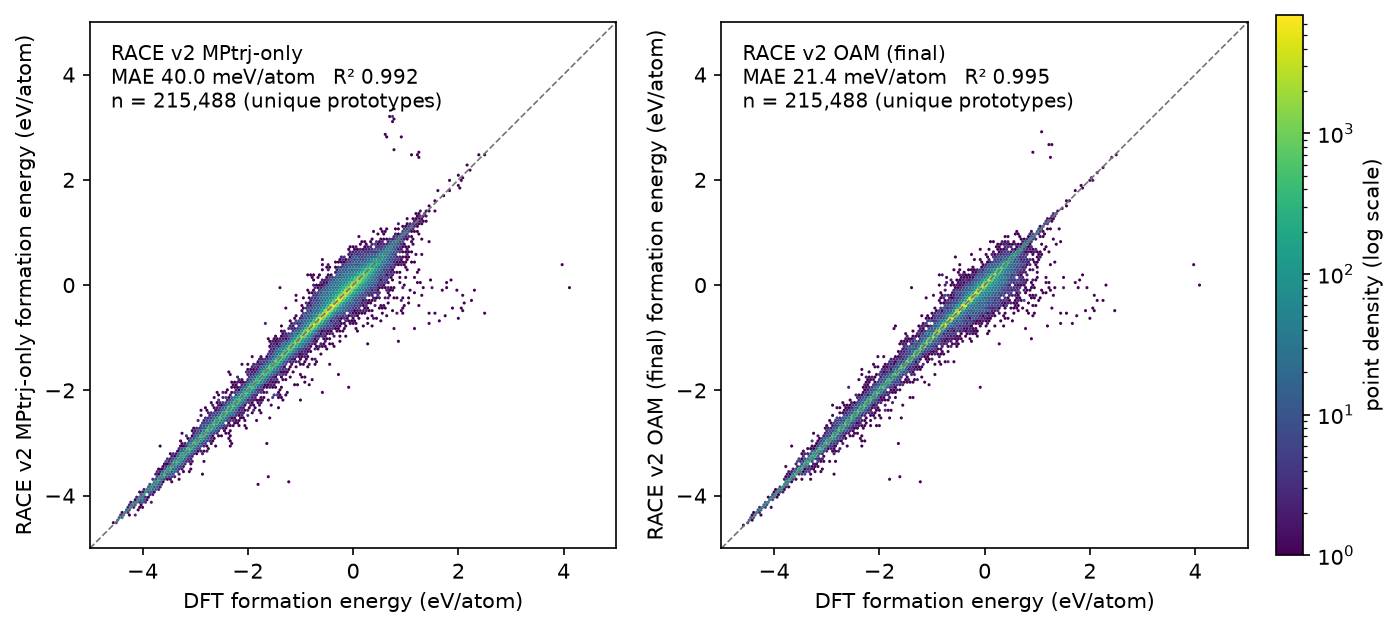 RACE v2 MPtrj-only
MAE 40.0 meV/atom R² 0.992
n = 215,488 (unique prototypes)
RACE v2 MPtrj-only formation energy (eV/atom)
4
2
0
−2
−4
−4 −2 0 2 4
DFT formation energy (eV/atom)
RACE v2 OAM (final)
MAE 21.4 meV/atom R² 0.995
n = 215,488 (unique prototypes)
RACE v2 OAM (final) formation energy (eV/atom)
4
2
0
−2
−4
−4 −2 0 2 4
DFT formation energy (eV/atom)
10³
10²
10¹
10⁰
point density (log scale)